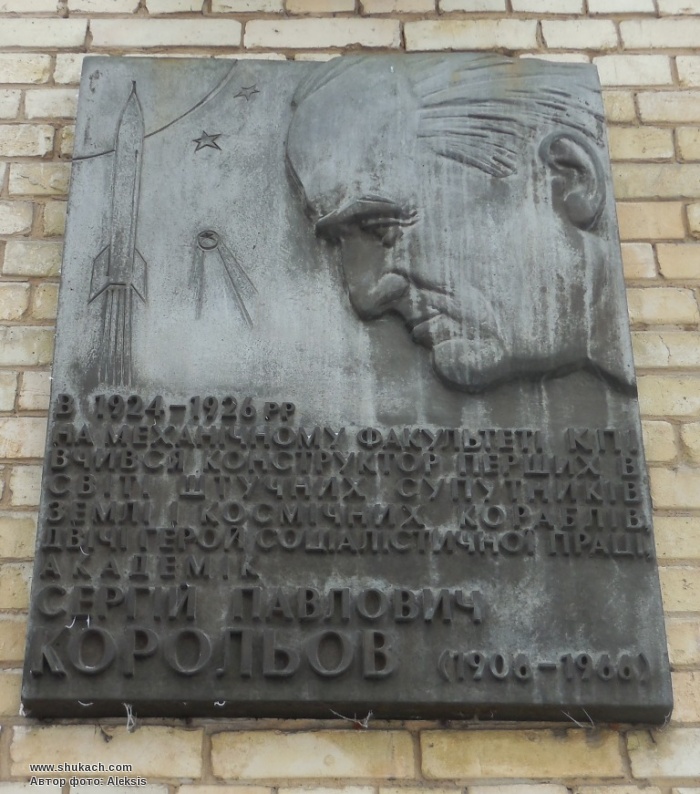 В 1924–1926 РР
НА МЕХАНІЧНОМУ ФАКУЛЬТЕТІ КПІ
ВЧИВСЯ КОНСТРУКТОР ПЕРШИХ В
СВІТІ ШТУЧНИХ СУПУТНИКІВ
ЗЕМЛІ І КОСМІЧНИХ КОРАБЛІВ
ДВІЧІ ГЕРОЙ СОЦІАЛІСТИЧНОЇ ПРАЦІ,
АКАДЕМІК
СЕРГІЙ ПАВЛОВИЧ
КОРОЛЬОВ (1906–1966)
www.shukach.com
Автор фото: Aleksis